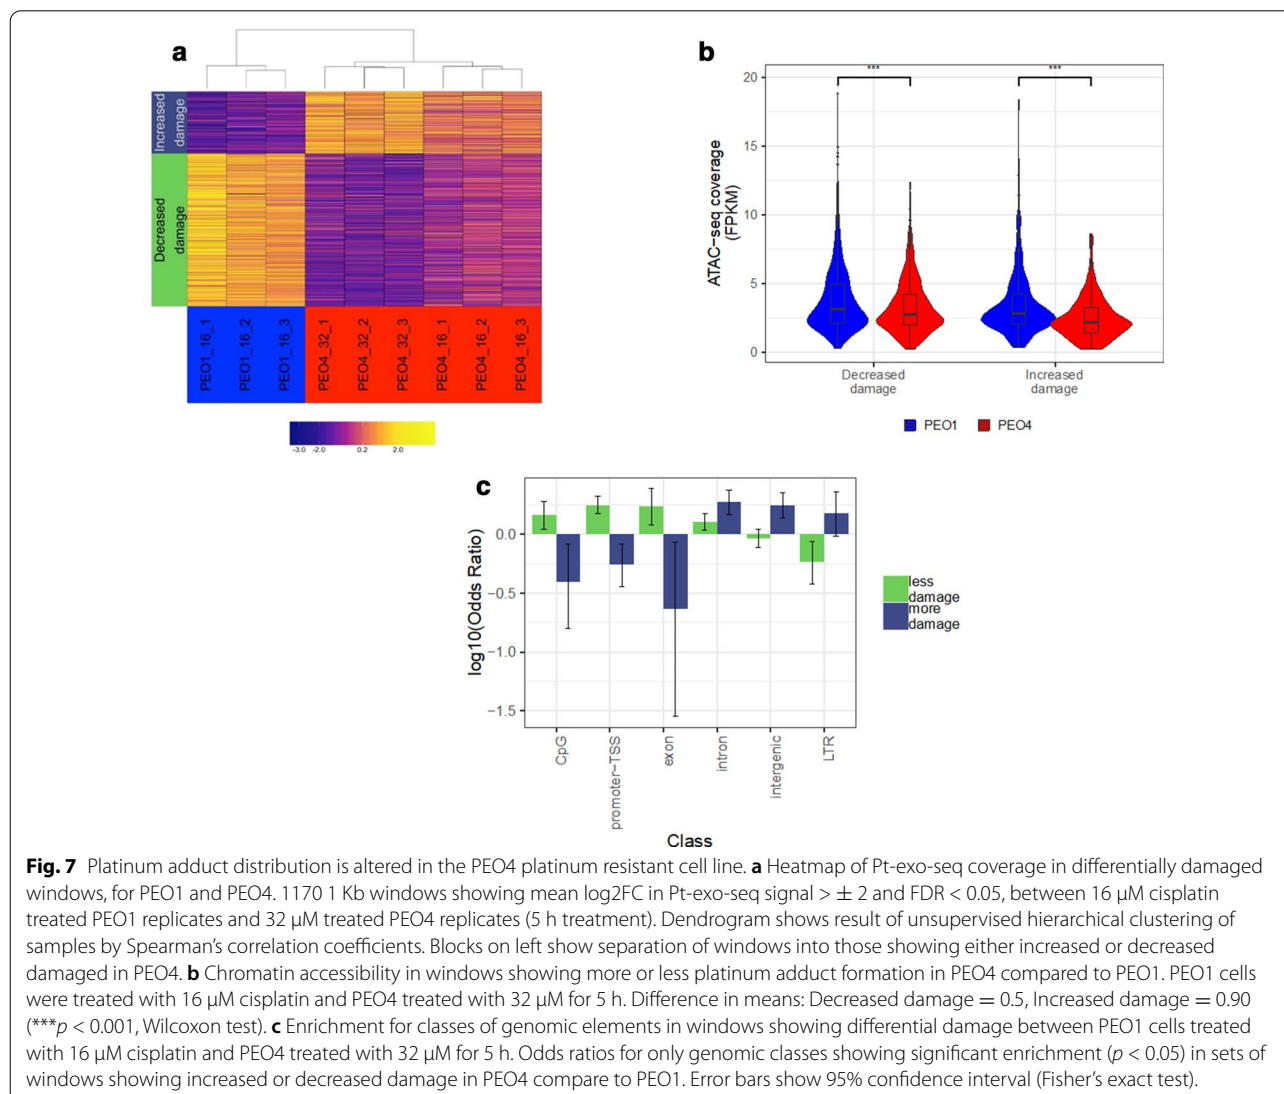 a
Increased
damage
Decreased
damage
PEO1_16_1
PEO1_16_2
PEO1_16_3
PEO4_32_1
PEO4_32_2
PEO4_32_3
PEO4_16_1
PEO4_16_2
PEO4_16_3
-3.0 -2.0 0.2 2.0
b
ATAC-seq coverage
(FPKM)
20
15
10
5
0
***
***
Decreased
damage
Increased
damage
PEO1 PEO4
c
log10(Odds Ratio)
0.0
-0.5
-1.0
-1.5
CpG
promoter-TSS
exon
intron
intergenic
LTR
Class
less
damage
more
damage
Fig. 7 Platinum adduct distribution is altered in the PEO4 platinum resistant cell line. a Heatmap of Pt-exo-seq coverage in differentially damaged
windows, for PEO1 and PEO4. 1170 1 Kb windows showing mean log2FC in Pt-exo-seq signal > ± 2 and FDR < 0.05, between 16 μM cisplatin
treated PEO1 replicates and 32 μM treated PEO4 replicates (5 h treatment). Dendrogram shows result of unsupervised hierarchical clustering of
samples by Spearman's correlation coefficients. Blocks on left show separation of windows into those showing either increased or decreased
damaged in PEO4. b Chromatin accessibility in windows showing more or less platinum adduct formation in PEO4 compared to PEO1. PEO1 cells
were treated with 16 μM cisplatin and PEO4 treated with 32 μM for 5 h. Difference in means: Decreased damage = 0.5, Increased damage = 0.90
(***p < 0.001, Wilcoxon test). c Enrichment for classes of genomic elements in windows showing differential damage between PEO1 cells treated
with 16 μM cisplatin and PEO4 treated with 32 μM for 5 h. Odds ratios for only genomic classes showing significant enrichment (p < 0.05) in sets of
windows showing increased or decreased damage in PEO4 compare to PEO1. Error bars show 95% confidence interval (Fisher's exact test).